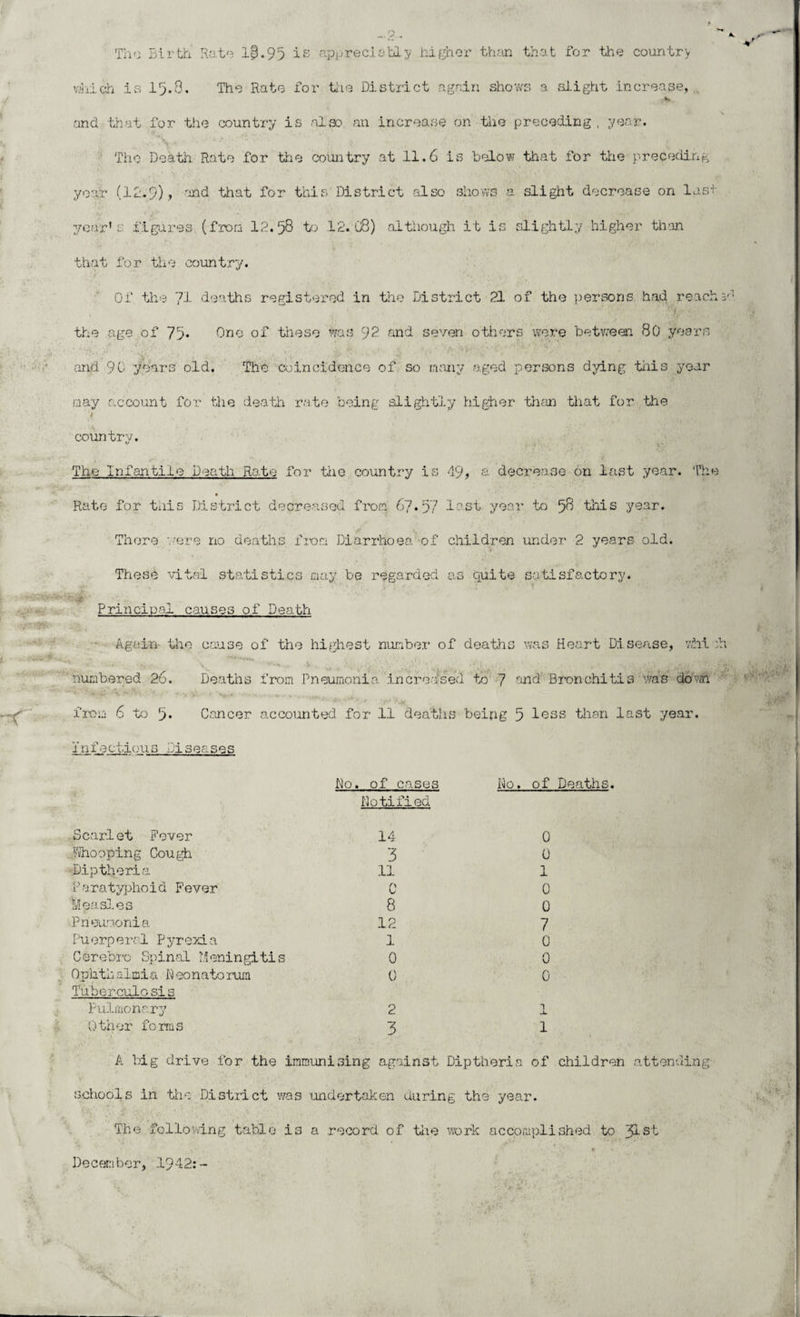 -2-
The Birth Rate 18.95 is appreciably higher than that for the country
which is 15.8. The Rate for the District again shows a slight increase,
and that for the country is also an increase on the preceding, year.
The Death Rate for the country at 11.6 is below that for the preceding
year (12.9), and that for this District also shows a slight decrease on last
year's figures (from 12.58 to 12.08) although it is slightly higher than
that for the country.
Of the 71 deaths registered in the District 21 of the persons had reached
the age of 75. One of these was 92 and seven others were between 80 years
and 90 years old. The coincidence of so many aged persons dying this year
may account for the death rate being slightly higher than that for the
country.
The Infantile Death Rate for the country is 49, a decrease on last year. The
Rate for this District decreased from 67.57 last year to 58 this year.
There were no deaths from Diarrhoea of children under 2 years old.
These vital statistics may be regarded as quite satisfactory.
Principal causes of Death
Again the cause of the highest number of deaths was Heart Disease, which
numbered 26. Deaths from Pneumonia increased to 7 and Bronchitis was down
from 6 to 5. Cancer accounted for 11 deaths being 5 less than last year.
Infectious Diseases
No. of cases No. of Deaths.
Notified
Scarlet Fever 14 0
Whooping Cough 3 0
Diptheria 11 1
Paratyphoid Fever 0 0
Measles 8 0
Pneumonia 12 7
Puerperal Pyrexia 1 0
Cerebro Spinal Meningitis 0 0
Ophthalmia Neonatorum 0 0
Tuberculosis
Pulmonary 2 1
Other forms 3 1
A big drive for the immunising against Diptheria of children attending
schools in the District was undertaken during the year.
The following table is a record of the work accomplished to 31st
December, 1942:-